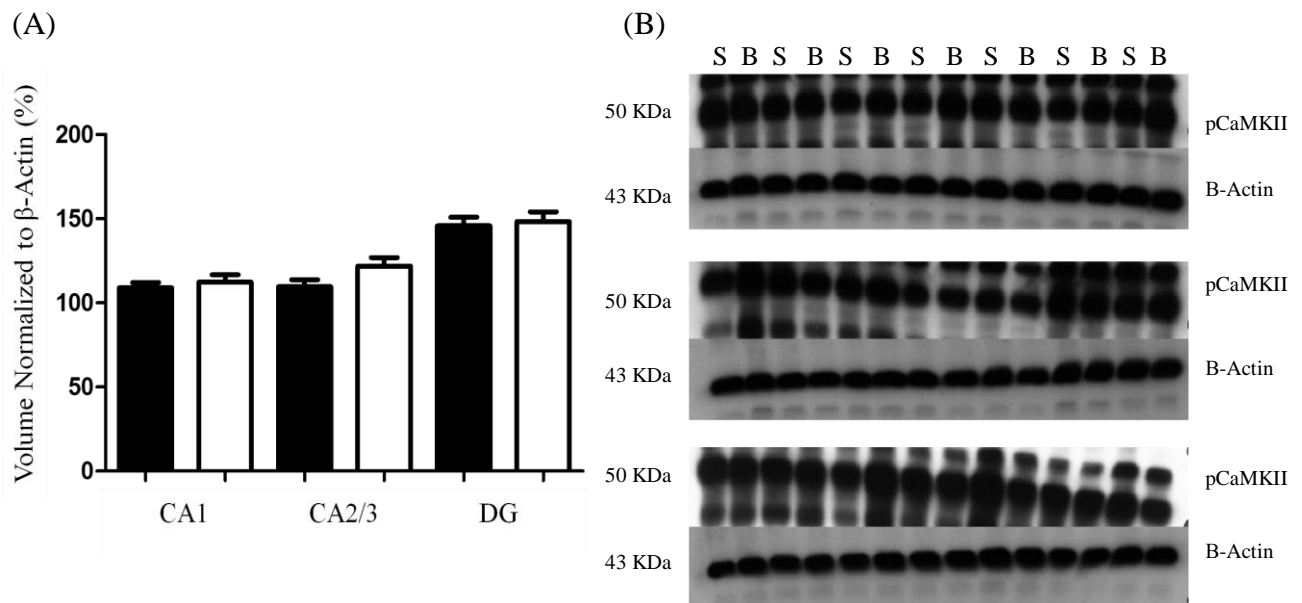 (A)
Volume Normalized to β-Actin (%)
200
150
100
50
0
CA1 CA2/3 DG
(B)
S B S B S B S B S B S B S B
50 KDa
pCaMKII
43 KDa
B-Actin
50 KDa
pCaMKII
43 KDa
B-Actin
50 KDa
pCaMKII
43 KDa
B-Actin